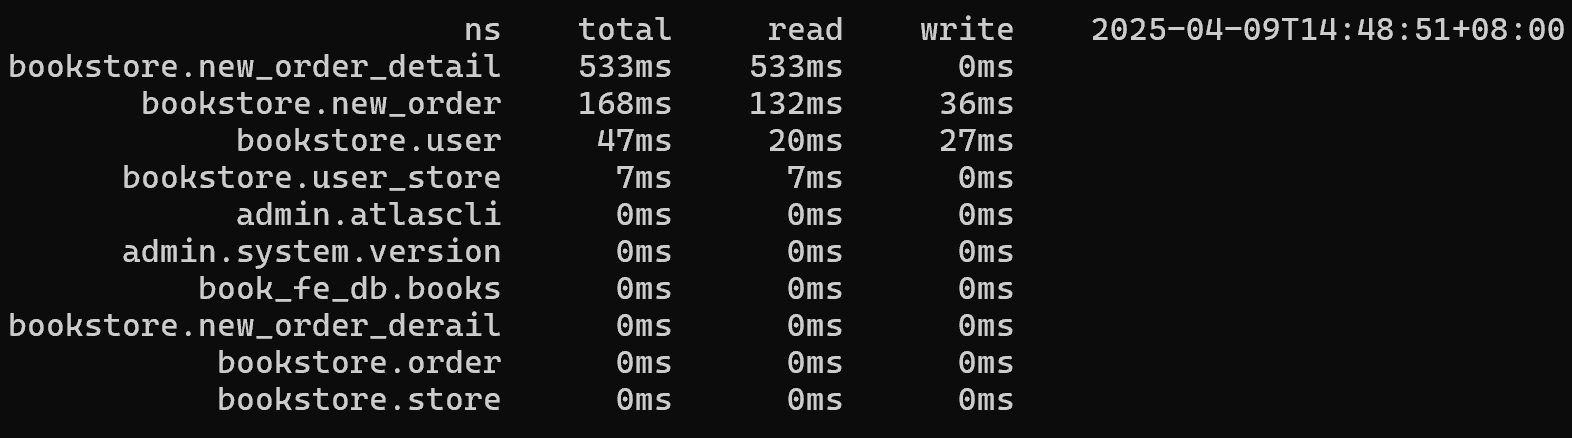 ns total read write 2025-04-09T14:48:51+08:00
bookstore.new_order_detail 533ms 533ms 0ms
bookstore.new_order 168ms 132ms 36ms
bookstore.user 47ms 20ms 27ms
bookstore.user_store 7ms 7ms 0ms
admin.atlascli 0ms 0ms 0ms
admin.system.version 0ms 0ms 0ms
book_fe_db.books 0ms 0ms 0ms
bookstore.new_order_derail 0ms 0ms 0ms
bookstore.order 0ms 0ms 0ms
bookstore.store 0ms 0ms 0ms